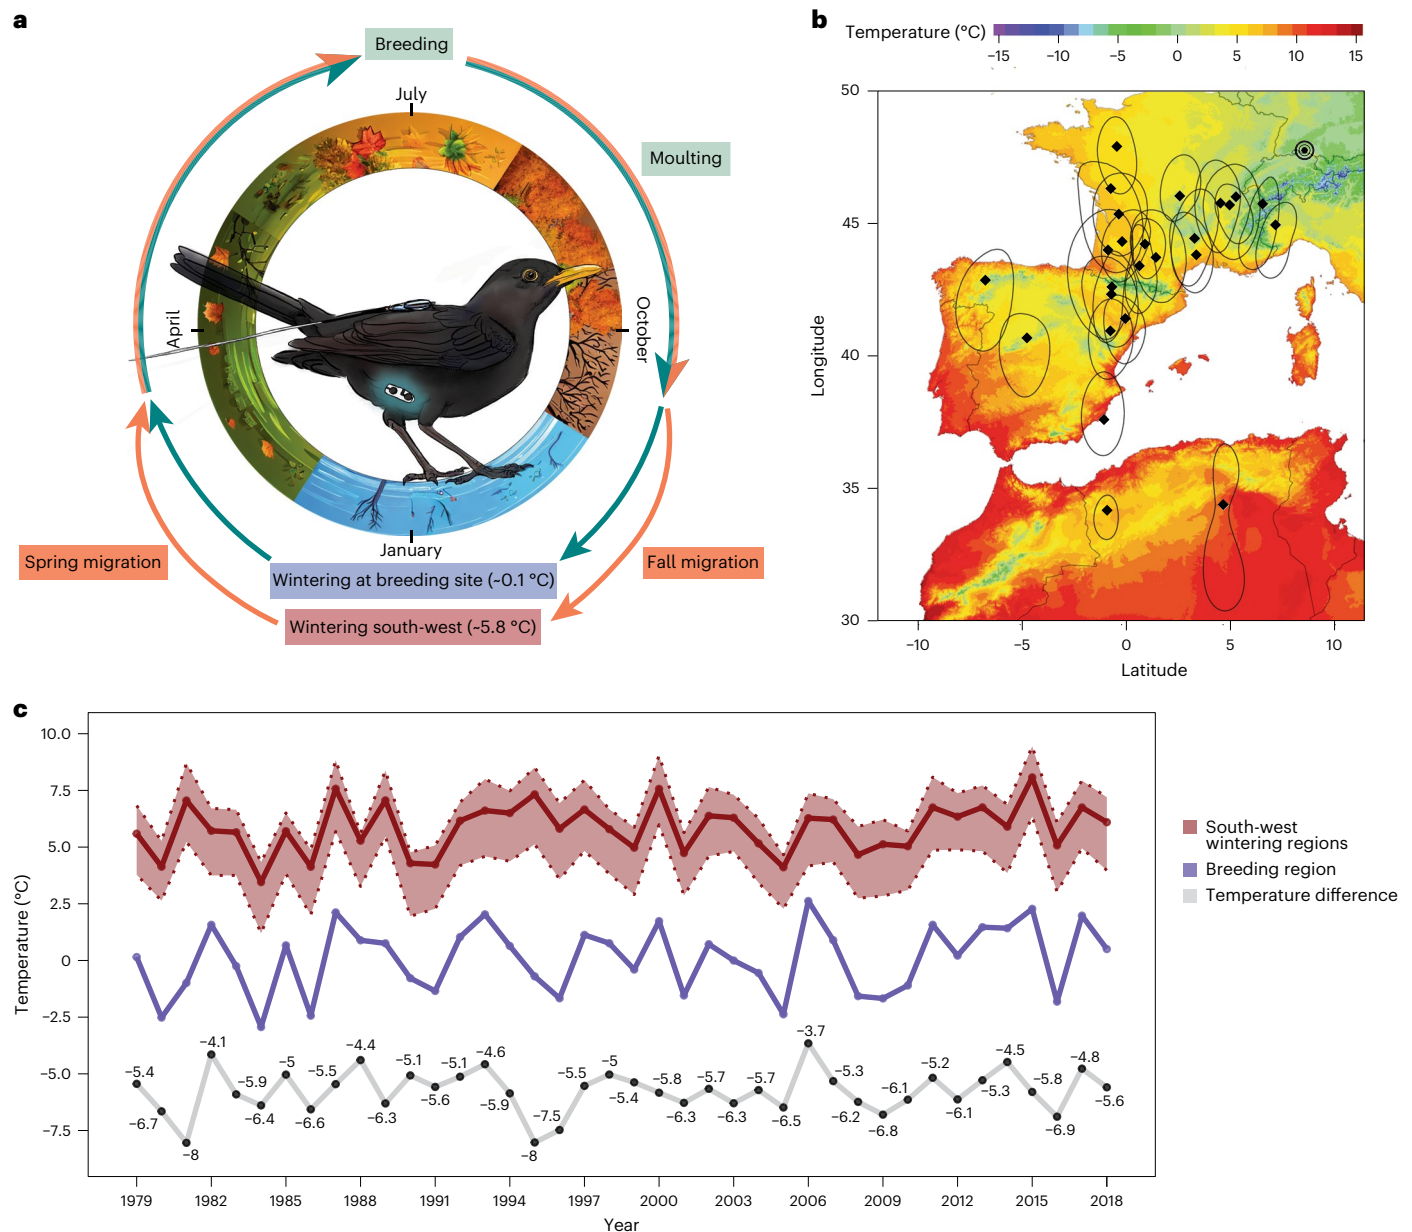 a
Breeding
July
Moulting
April
October
January
Spring migration
Fall migration
Wintering at breeding site (~0.1 °C)
Wintering south-west (~5.8 °C)
b
Temperature (°C)
−15 −10 −5 0 5 10 15
50
45
40
35
30
Longitude
−10 −5 0 5 10
Latitude
c
10.0
7.5
5.0
2.5
0
−2.5
−5.0
−7.5
Temperature (°C)
−5.4
−6.7
−8
−4.1
−5.9
−6.4
−5
−6.6
−5.5
−4.4
−6.3
−5.1
−5.6
−5.1
−4.6
−5.9
−8
−7.5
−5.5
−5
−5.4
−5.8
−6.3
−5.7
−6.3
−5.7
−6.5
−3.7
−5.3
−6.2
−6.8
−6.1
−5.2
−6.1
−5.3
−4.5
−5.8
−6.9
−4.8
−5.6
1979 1982 1985 1988 1991 1994 1997 2000 2003 2006 2009 2012 2015 2018
Year
South-west
wintering regions
Breeding region
Temperature difference